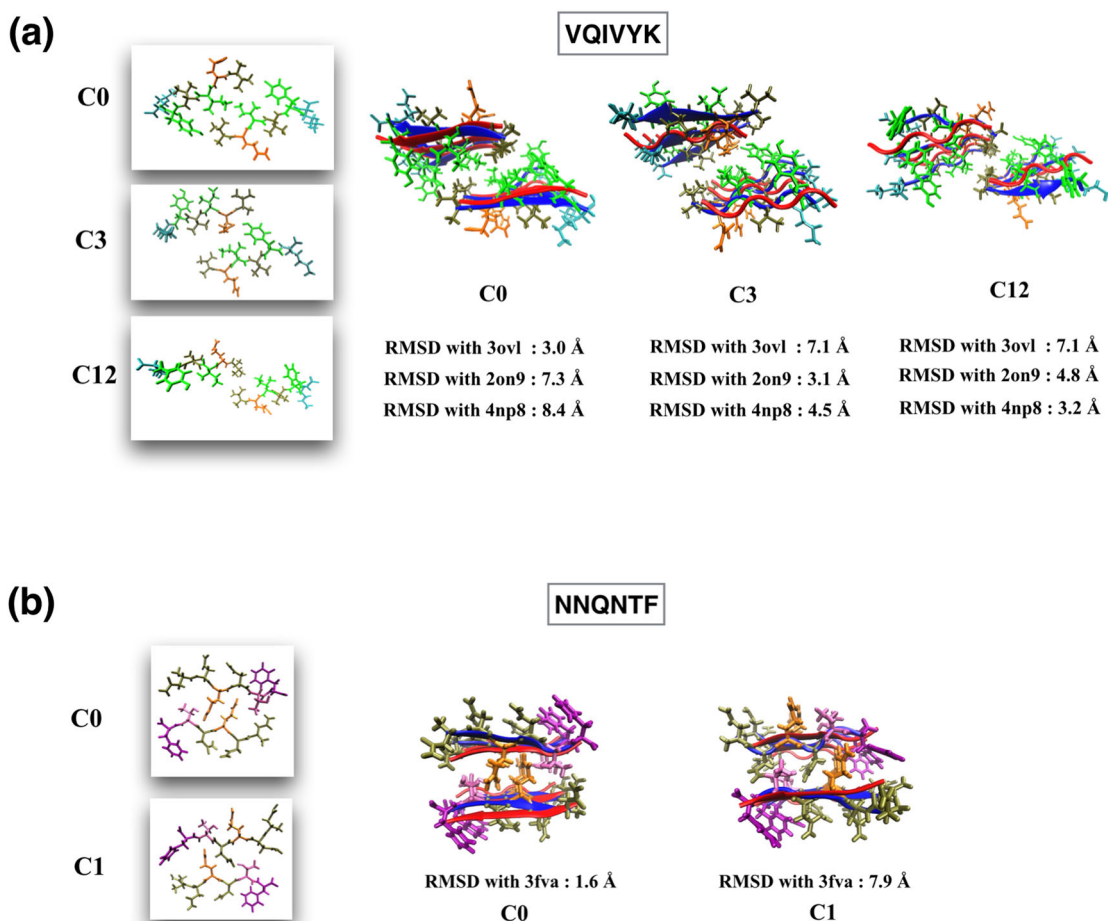 (a)
VQIVYK
C0
C3
C12
C0
C3
C12
RMSD with 3ovl : 3.0 Å
RMSD with 2on9 : 7.3 Å
RMSD with 4np8 : 8.4 Å
RMSD with 3ovl : 7.1 Å
RMSD with 2on9 : 3.1 Å
RMSD with 4np8 : 4.5 Å
RMSD with 3ovl : 7.1 Å
RMSD with 2on9 : 4.8 Å
RMSD with 4np8 : 3.2 Å
(b)
NNQNTF
C0
C1
RMSD with 3fva : 1.6 Å
C0
RMSD with 3fva : 7.9 Å
C1